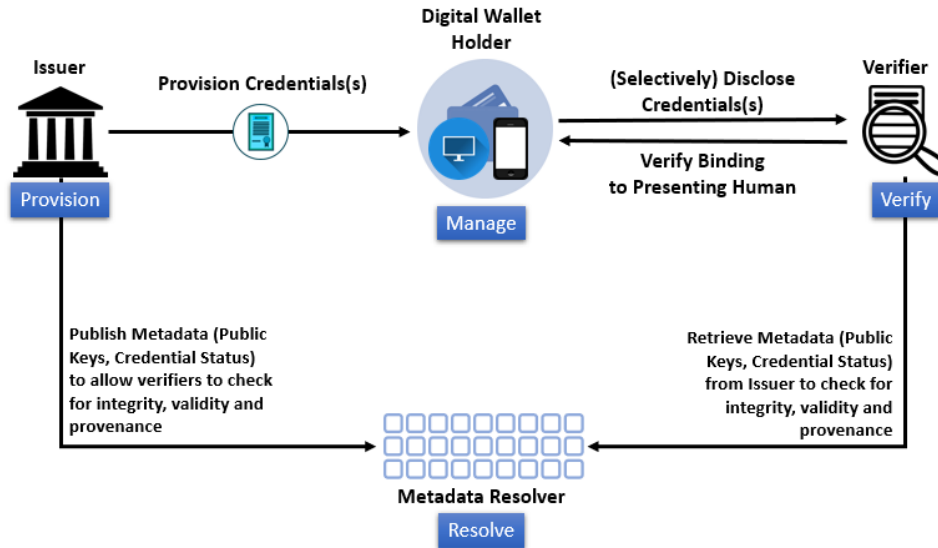 Digital Wallet
Holder
Issuer
Provision Credentials(s)
(Selectively) Disclose
Credentials(s)
Verifier
Verify Binding
to Presenting Human
Provision
Manage
Verify
Publish Metadata (Public
Keys, Credential Status)
to allow verifiers to check
for integrity, validity and
provenance
Retrieve Metadata (Public
Keys, Credential Status)
from Issuer to check for
integrity, validity and
provenance
Metadata Resolver
Resolve